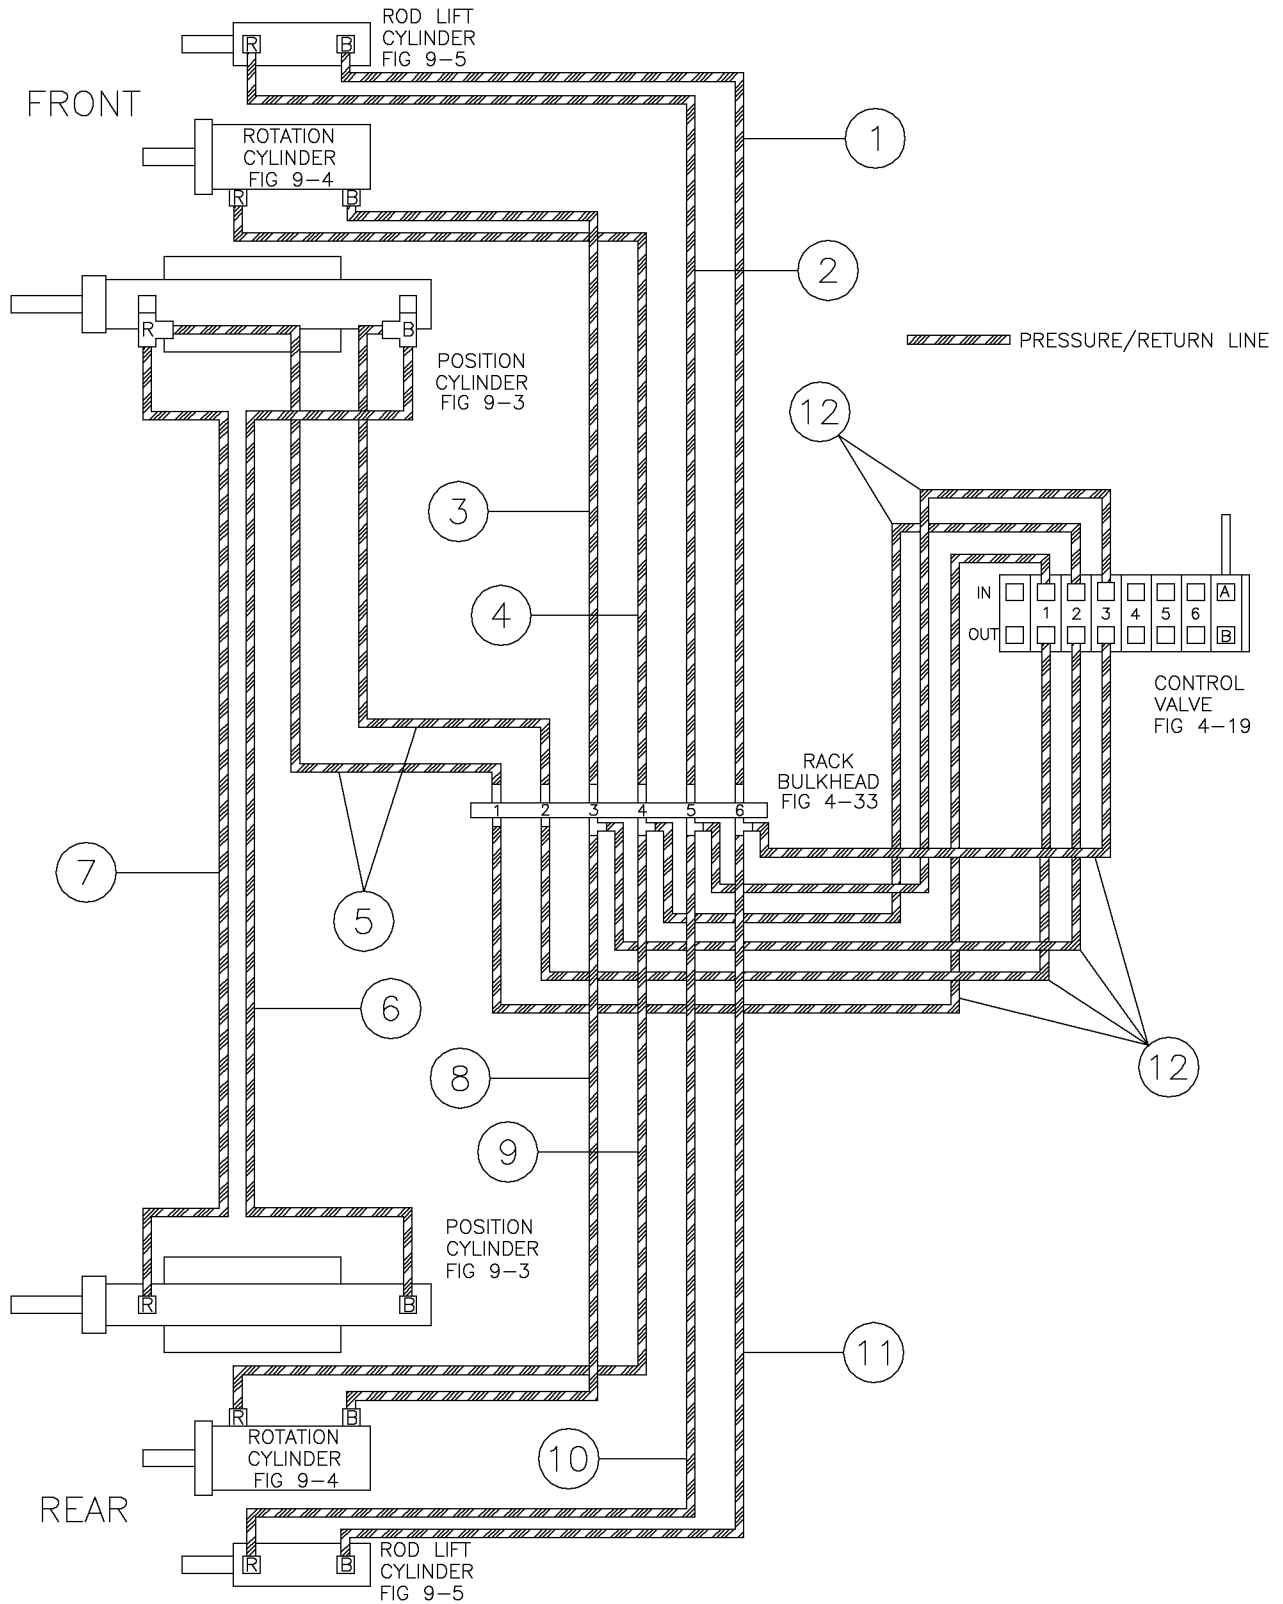 ROD LIFT
CYLINDER
FIG 9-5
R
B
FRONT
1
ROTATION
CYLINDER
FIG 9-4
R
B
2
R
B
PRESSURE/RETURN LINE
POSITION
CYLINDER
FIG 9-3
12
3
4
IN
1 2 3 4 5 6
A
OUT
B
CONTROL
VALVE
FIG 4-19
RACK
BULKHEAD
FIG 4-33
1 2 3 4 5 6
7
5
6
8
12
9
POSITION
CYLINDER
FIG 9-3
R
B
11
R
B
ROTATION
CYLINDER
FIG 9-4
10
REAR
ROD LIFT
CYLINDER
FIG 9-5
R
B